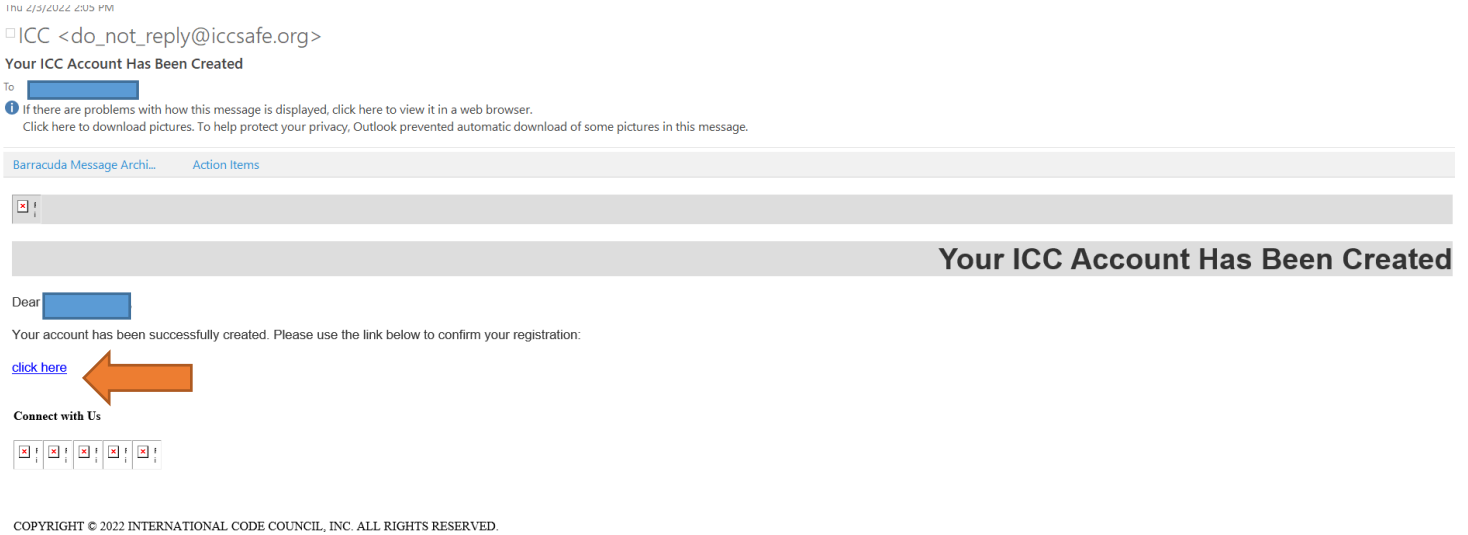 Thu 2/3/2022 2:05 PM
ICC <do_not_reply@iccsafe.org>
Your ICC Account Has Been Created
To
If there are problems with how this message is displayed, click here to view it in a web browser.
Click here to download pictures. To help protect your privacy, Outlook prevented automatic download of some pictures in this message.
Barracuda Message Archi... Action Items
Your ICC Account Has Been Created
Dear
Your account has been successfully created. Please use the link below to confirm your registration:
click here
Connect with Us
COPYRIGHT © 2022 INTERNATIONAL CODE COUNCIL, INC. ALL RIGHTS RESERVED.